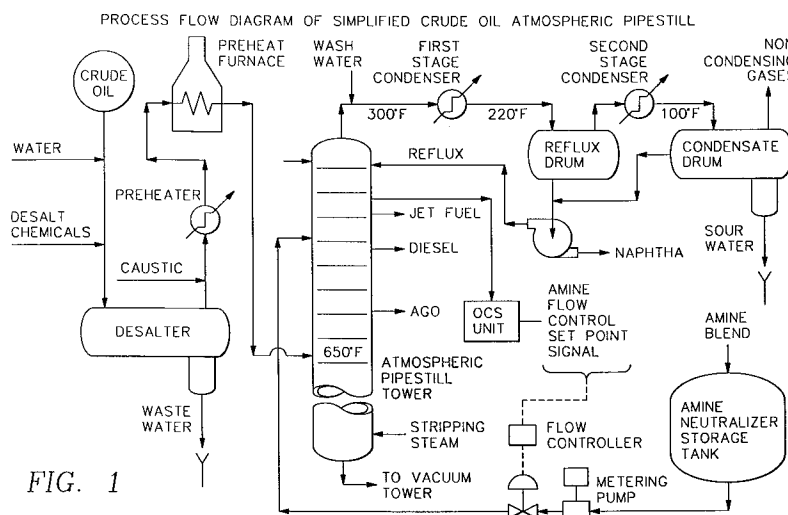 PROCESS FLOW DIAGRAM OF SIMPLIFIED CRUDE OIL ATMOSPHERIC PIPESTILL
PREHEAT
FURNACE
CRUDE
OIL
WASH
WATER
FIRST
STAGE
CONDENSER
SECOND
STAGE
CONDENSER
NON
CONDENSING
GASES
300°F
220°F
100°F
REFLUX
DRUM
CONDENSATE
DRUM
WATER
REFLUX
PREHEATER
JET FUEL
DESALT
CHEMICALS
DIESEL
NAPHTHA
SOUR
WATER
CAUSTIC
DESALTER
AGO
OCS
UNIT
AMINE
FLOW
CONTROL
SET POINT
SIGNAL
AMINE
BLEND
650°F
ATMOSPHERIC
PIPESTILL
TOWER
WASTE
WATER
STRIPPING
STEAM
FLOW
CONTROLLER
AMINE
NEUTRALIZER
STORAGE
TANK
TO VACUUM
TOWER
METERING
PUMP
FIG. 1